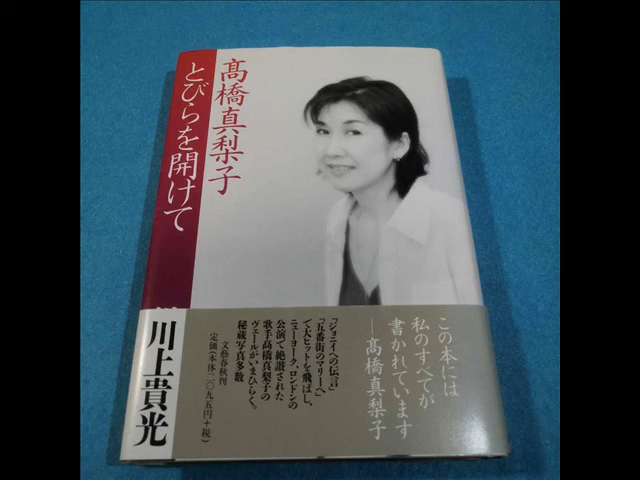 髙橋真梨子
とびらを開けて
川上貴光
この本には
私のすべてが
書かれています
―髙橋真梨子
「ジョニイへの伝言」
「五番街のマリーへ」
で大ヒットを飛ばし、
ニューヨーク、ロンドンの
公演で絶讃された
歌手髙橋真梨子の
ヴェールがいまひらく。
秘蔵写真多数
文藝春秋刊
定価（本体二〇九五円＋税）